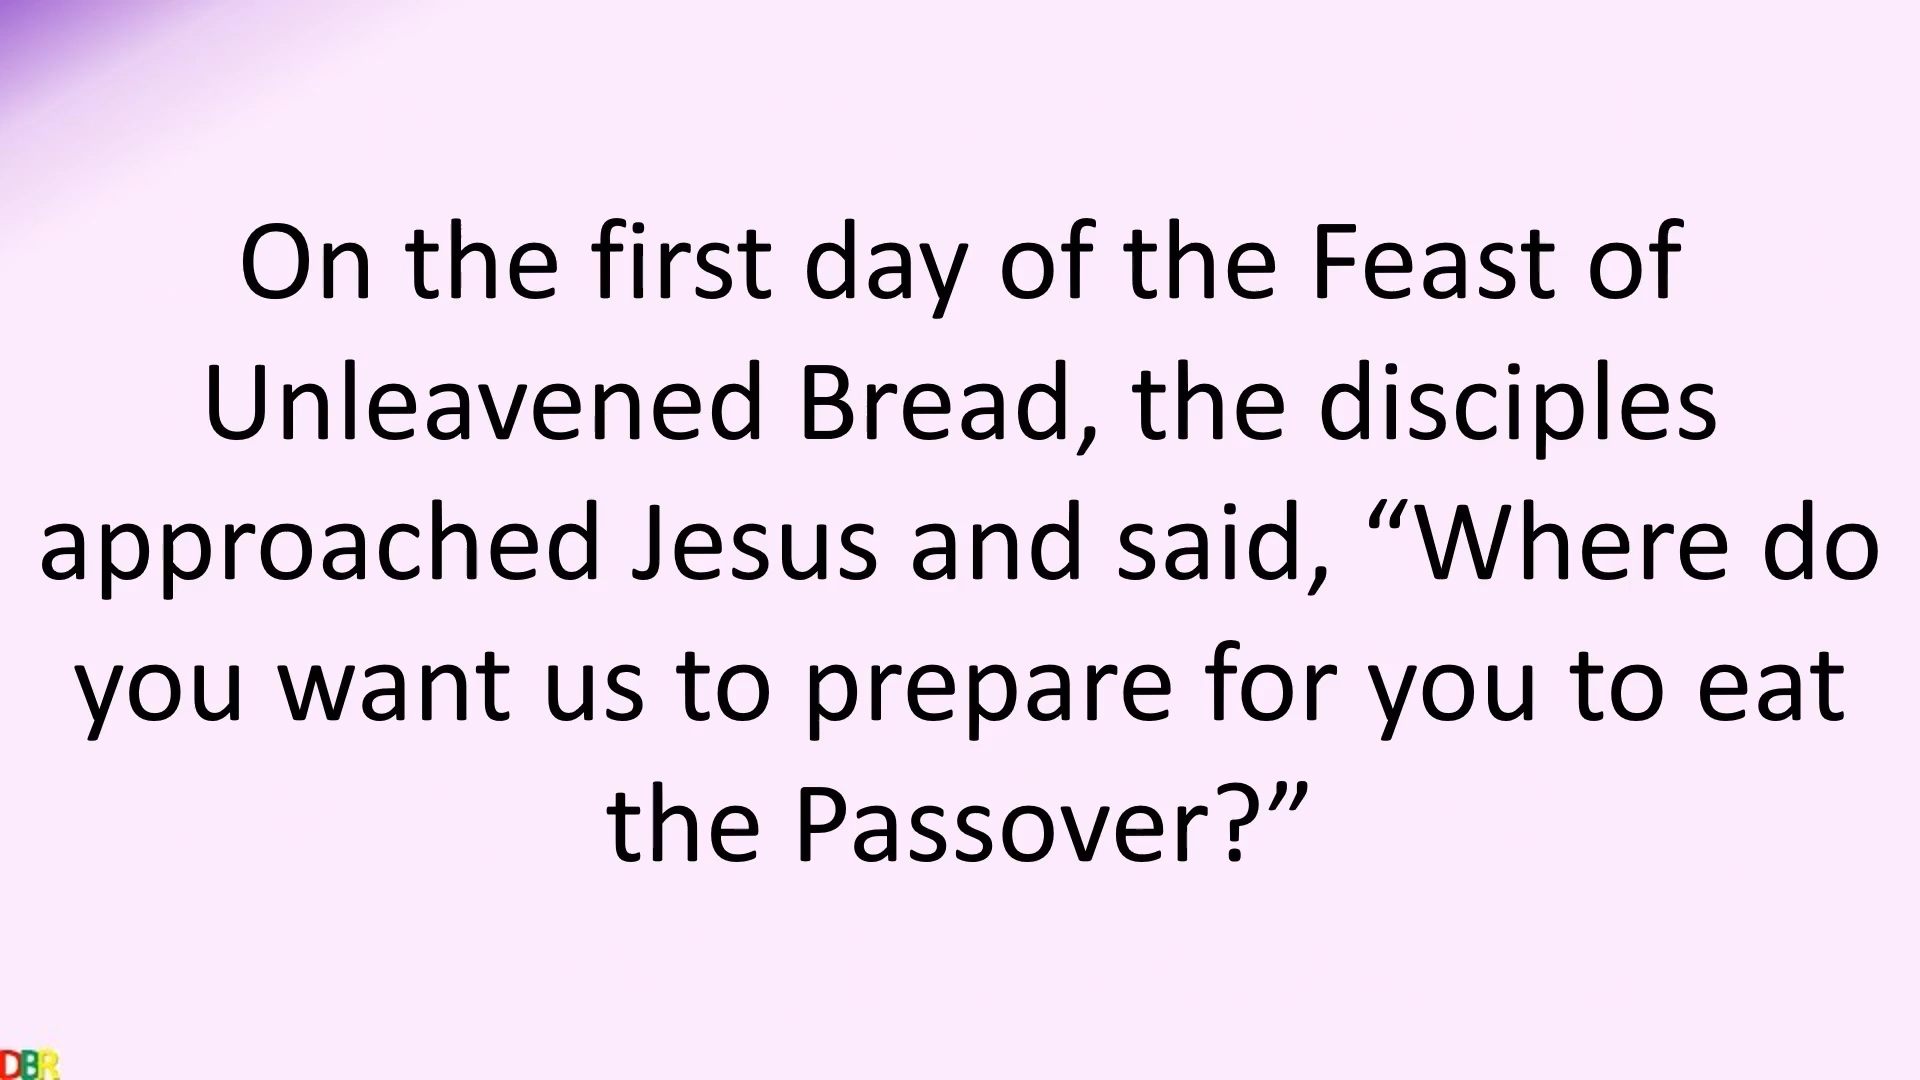 On the first day of the Feast of
Unleavened Bread, the disciples
approached Jesus and said, “Where do
you want us to prepare for you to eat
the Passover?”
DBR